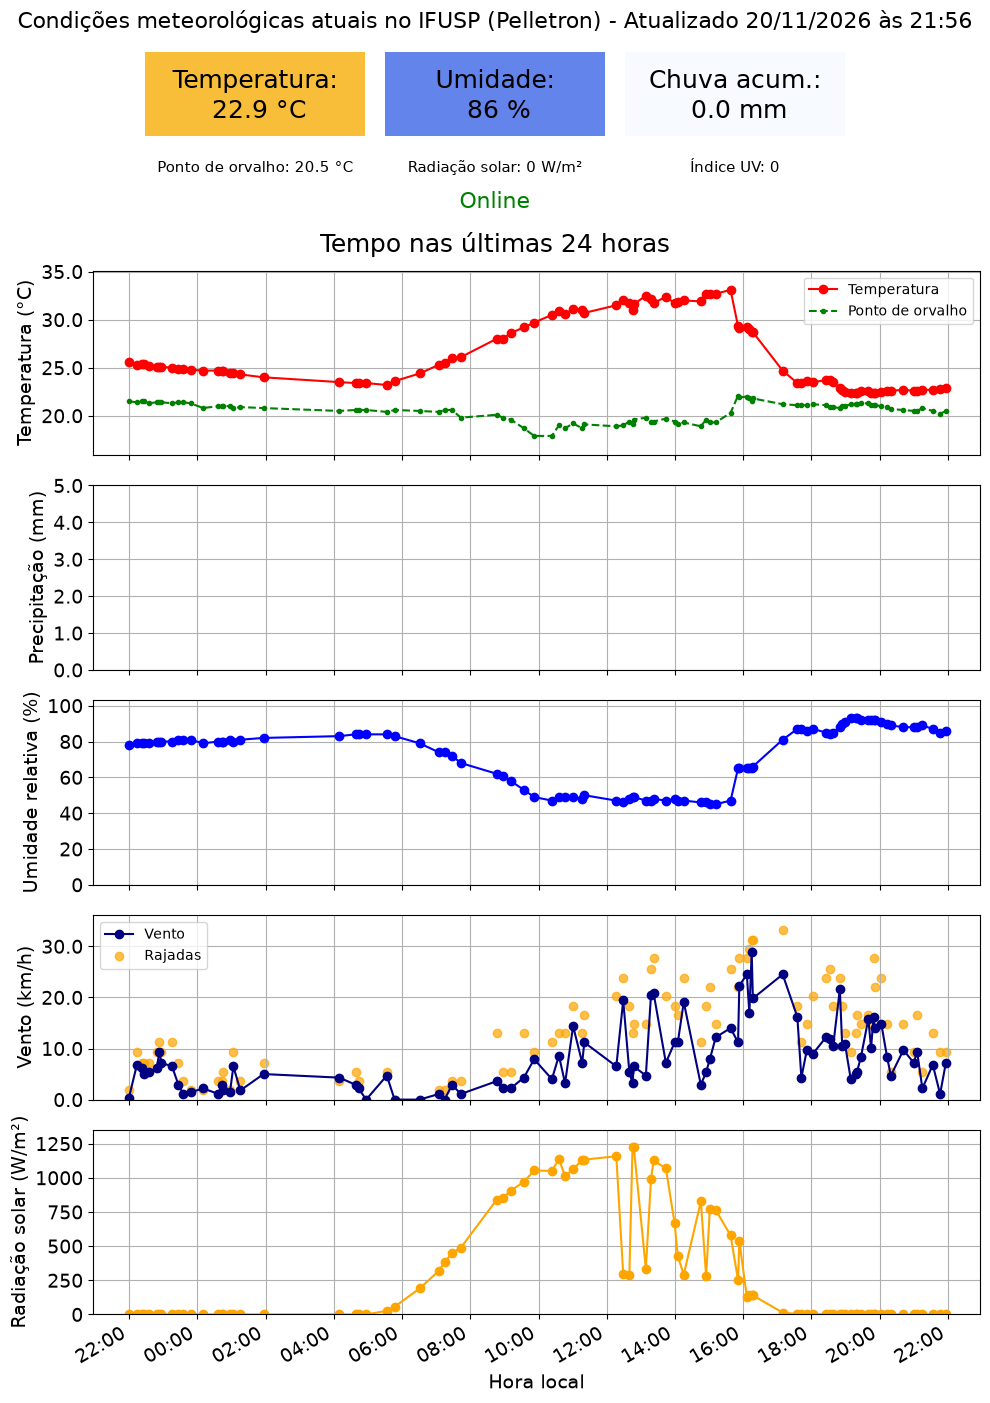 Condições meteorológicas atuais no IFUSP (Pelletron) - Atualizado 20/11/2026 às 21:56
Temperatura:
22.9 °C
Umidade:
86 %
Chuva acum.:
0.0 mm
Ponto de orvalho: 20.5 °C
Radiação solar: 0 W/m²
Índice UV: 0
Online
Tempo nas últimas 24 horas
Temperatura (°C)
35.0
30.0
25.0
20.0
Temperatura
Ponto de orvalho
Precipitação (mm)
5.0
4.0
3.0
2.0
1.0
0.0
Umidade relativa (%)
100
80
60
40
20
0
Vento (km/h)
30.0
20.0
10.0
0.0
Vento
Rajadas
Radiação solar (W/m²)
1250
1000
750
500
250
0
22:00
00:00
02:00
04:00
06:00
08:00
10:00
12:00
14:00
16:00
18:00
20:00
22:00
Hora local